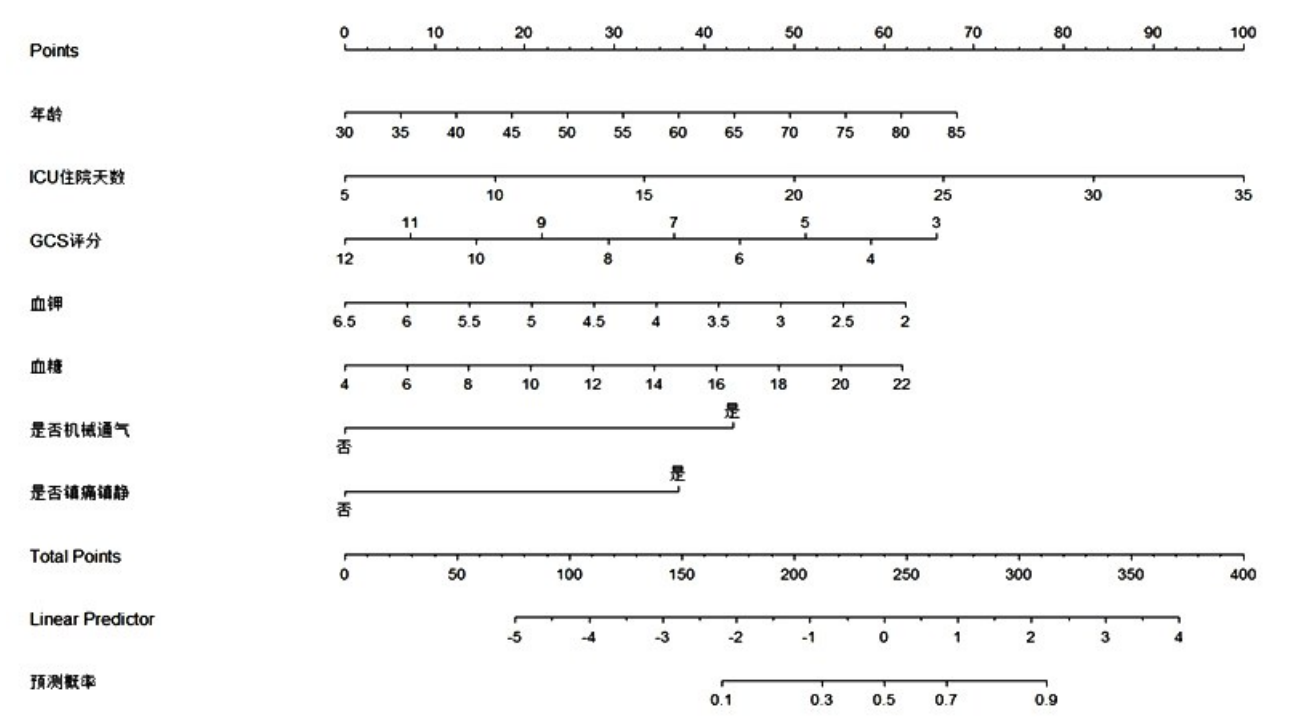 0 10 20 30 40 50 60 70 80 90 100
Points
年龄
30 35 40 45 50 55 60 65 70 75 80 85
ICU住院天数
5 10 15 20 25 30 35
11 9 7 5 3
GCS评分
12 10 8 6 4
血钾
6.5 6 5.5 5 4.5 4 3.5 3 2.5 2
血糖
4 6 8 10 12 14 16 18 20 22
是
是否机械通气
否
是
是否镇痛镇静
否
Total Points
0 50 100 150 200 250 300 350 400
Linear Predictor
-5 -4 -3 -2 -1 0 1 2 3 4
预测概率
0.1 0.3 0.5 0.7 0.9